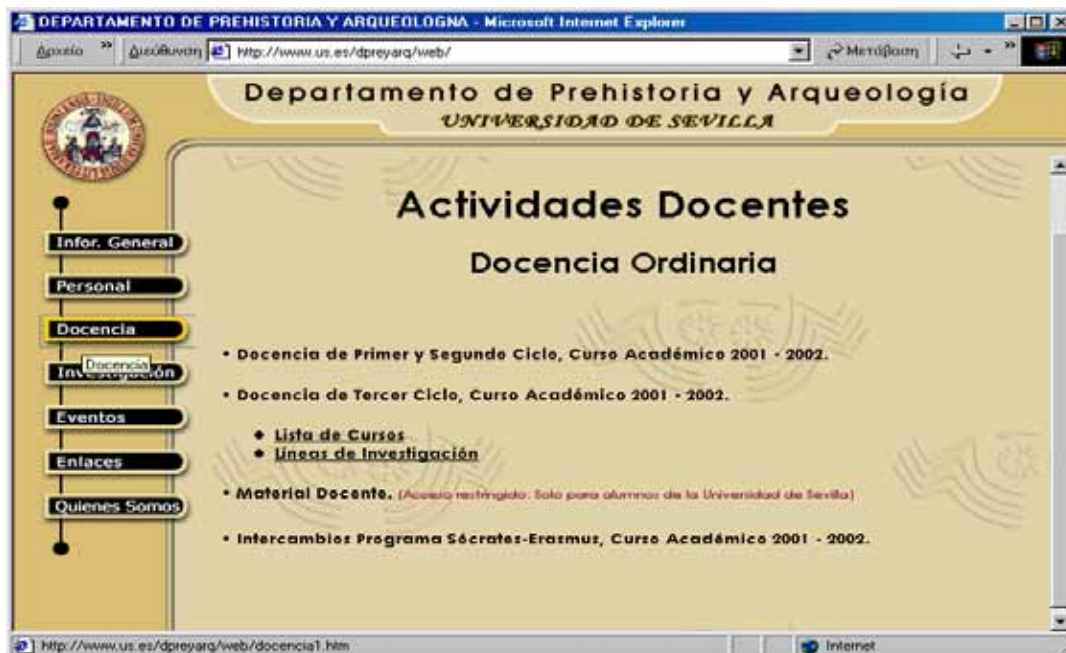 DEPARTAMENTO DE PREHISTORIA Y ARQUEOLOGNA - Microsoft Internet Explorer
Αρχείο » Διεύθυνση http://www.us.es/dpreyarq/web/ Μετάβαση »
Departamento de Prehistoria y Arqueología
UNIVERSIDAD DE SEVILLA
Actividades Docentes
Docencia Ordinaria
Infor. General
Personal
Docencia
Docencia
Investigación
Eventos
Enlaces
Quienes Somos
• Docencia de Primer y Segundo Ciclo, Curso Académico 2001 - 2002.
• Docencia de Tercer Ciclo, Curso Académico 2001 - 2002.
◆ Lista de Cursos
◆ Líneas de Investigación
• Material Docente. (Acceso restringido: Solo para alumnos de la Universidad de Sevilla)
• Intercambios Programa Sócrates-Erasmus, Curso Académico 2001 - 2002.
http://www.us.es/dpreyarq/web/docencia1.htm Internet